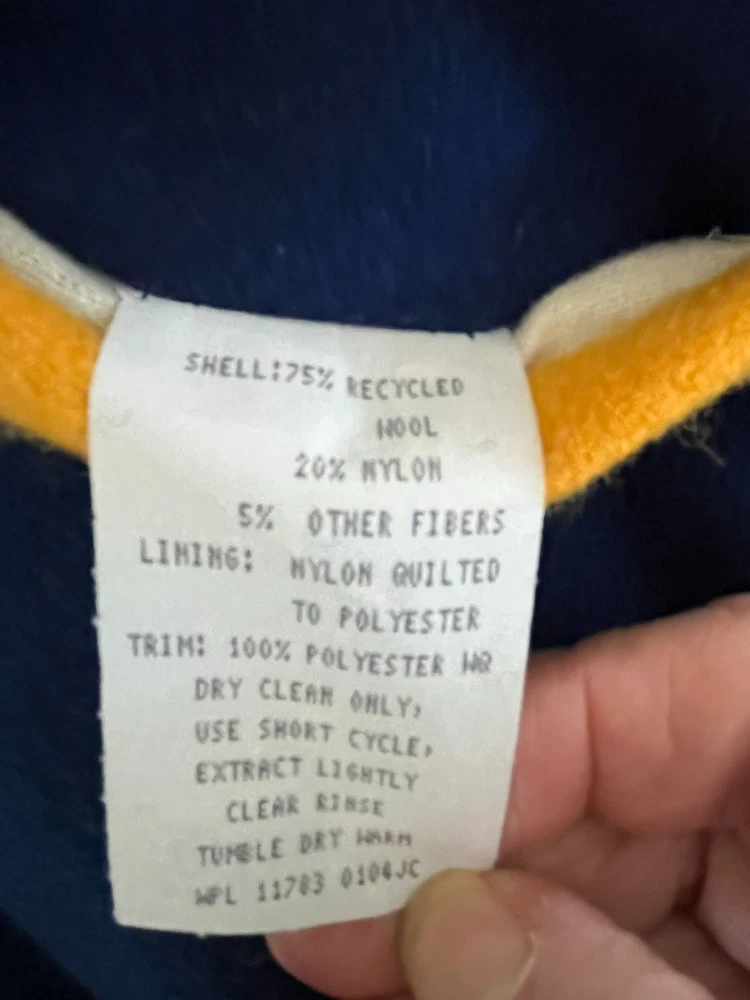 SHELL:75% RECYCLED
WOOL
20% NYLON
5% OTHER FIBERS
LINING: NYLON QUILTED
TO POLYESTER
TRIM: 100% POLYESTER
DRY CLEAN ONLY,
USE SHORT CYCLE,
EXTRACT LIGHTLY
CLEAR RINSE
TUMBLE DRY WARM
WPL 11783 0104JC